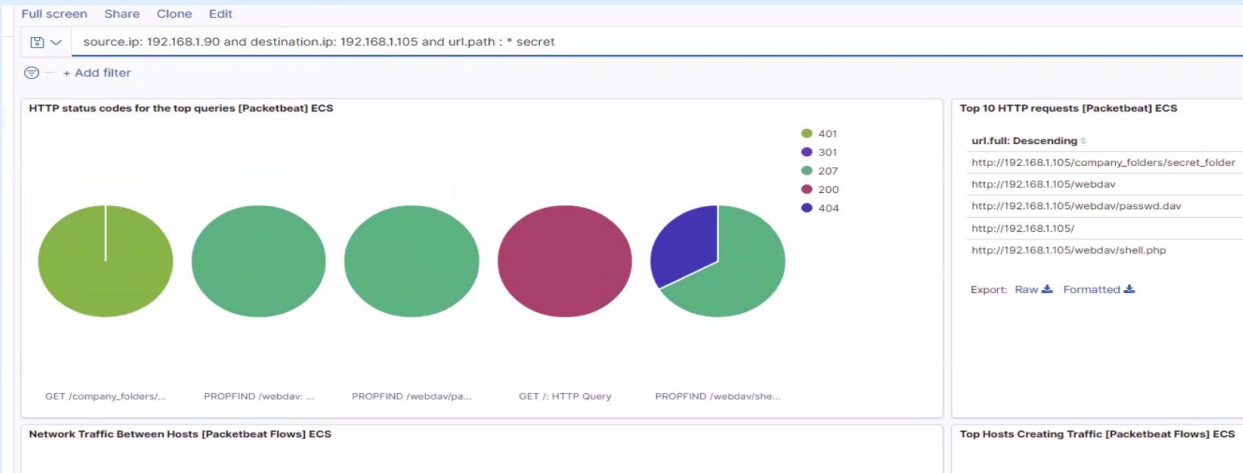 Full screen Share Clone Edit
source.ip: 192.168.1.90 and destination.ip: 192.168.1.105 and url.path : * secret
+ Add filter
HTTP status codes for the top queries [Packetbeat] ECS
401
301
207
200
404
GET /company_folders/...
PROPFIND /webdav: ...
PROPFIND /webdav/pa...
GET /: HTTP Query
PROPFIND /webdav/she...
Top 10 HTTP requests [Packetbeat] ECS
url.full: Descending
http://192.168.1.105/company_folders/secret_folder
http://192.168.1.105/webdav
http://192.168.1.105/webdav/passwd.dav
http://192.168.1.105/
http://192.168.1.105/webdav/shell.php
Export: Raw Formatted
Network Traffic Between Hosts [Packetbeat Flows] ECS
Top Hosts Creating Traffic [Packetbeat Flows] ECS